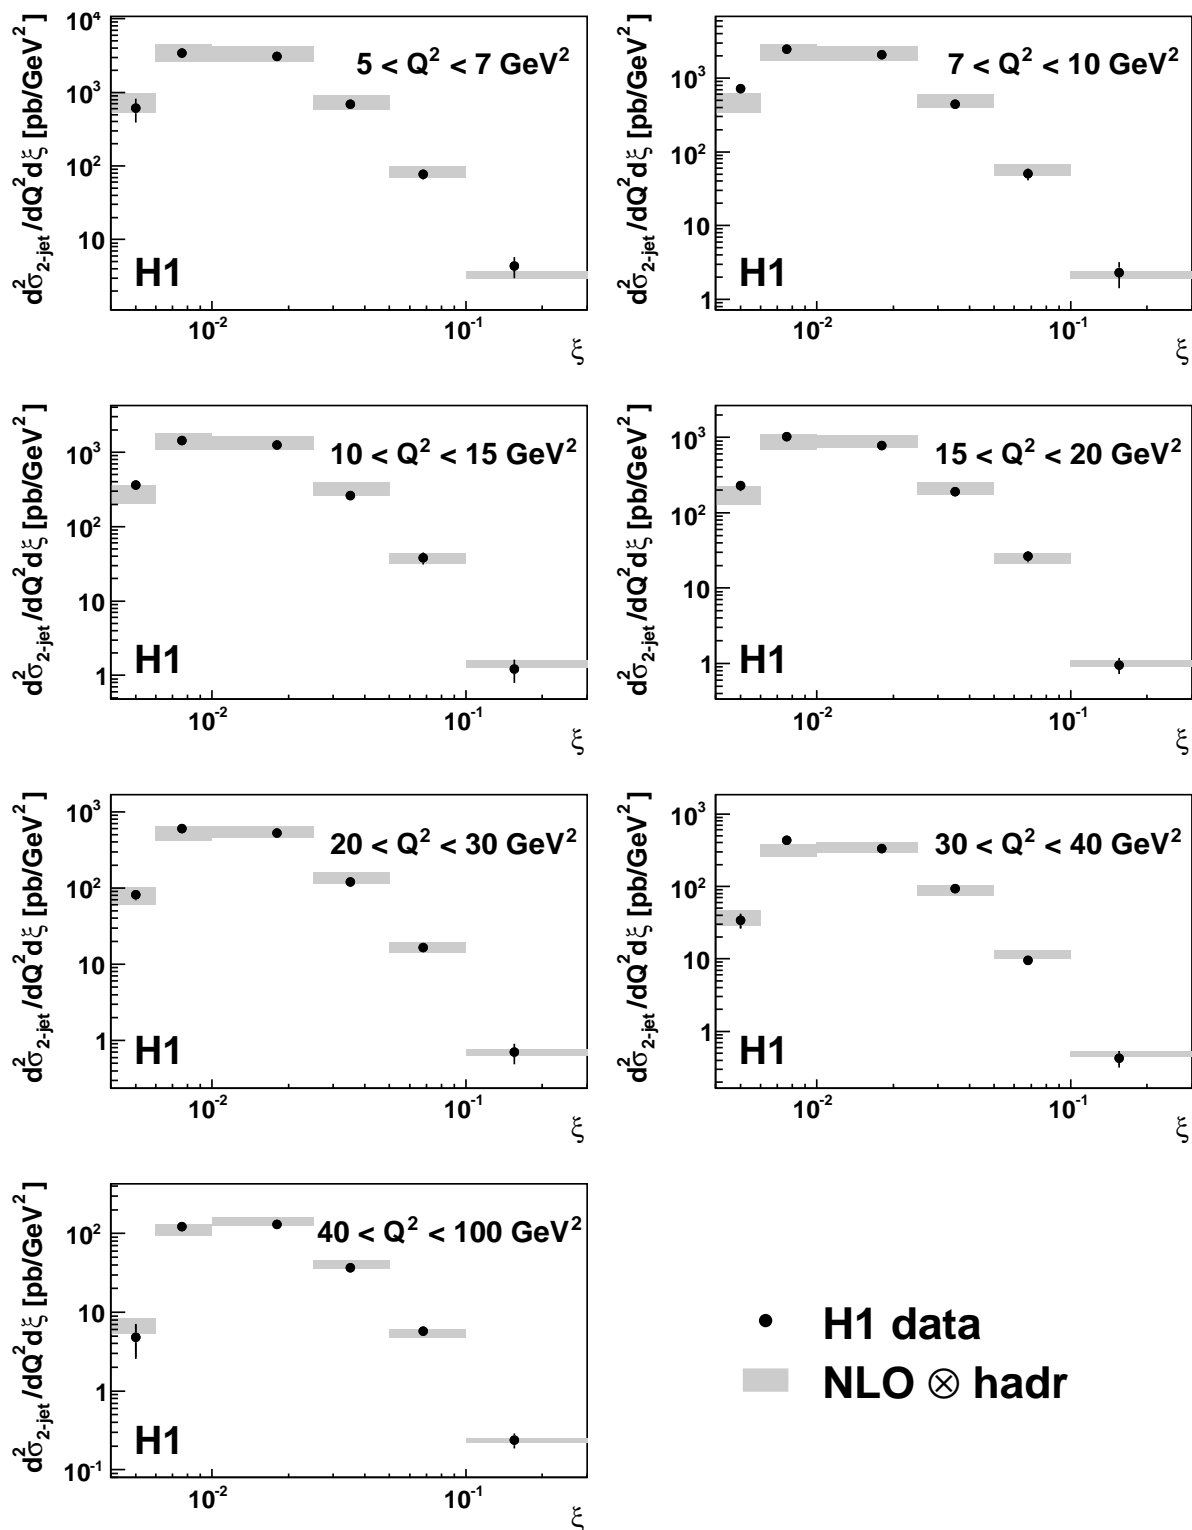 d²σ₂₋jet/dQ²dξ [pb/GeV²]
10⁴
10³
10²
10
5 < Q² < 7 GeV²
H1
10⁻² 10⁻¹
ξ
d²σ₂₋jet/dQ²dξ [pb/GeV²]
10³
10²
10
1
7 < Q² < 10 GeV²
H1
10⁻² 10⁻¹
ξ
d²σ₂₋jet/dQ²dξ [pb/GeV²]
10³
10²
10
1
10 < Q² < 15 GeV²
H1
10⁻² 10⁻¹
ξ
d²σ₂₋jet/dQ²dξ [pb/GeV²]
10³
10²
10
1
15 < Q² < 20 GeV²
H1
10⁻² 10⁻¹
ξ
d²σ₂₋jet/dQ²dξ [pb/GeV²]
10³
10²
10
1
20 < Q² < 30 GeV²
H1
10⁻² 10⁻¹
ξ
d²σ₂₋jet/dQ²dξ [pb/GeV²]
10³
10²
10
1
30 < Q² < 40 GeV²
H1
10⁻² 10⁻¹
ξ
d²σ₂₋jet/dQ²dξ [pb/GeV²]
10²
10
1
10⁻¹
40 < Q² < 100 GeV²
H1
10⁻² 10⁻¹
ξ
H1 data
NLO ⊗ hadr